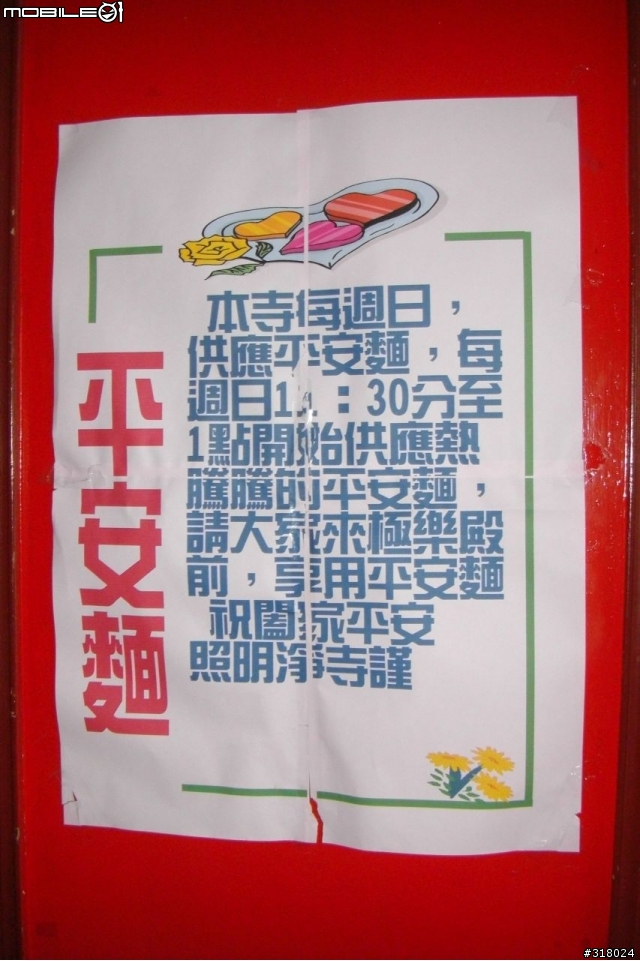 MOBILE01
平安麵
本寺每週日，
供應平安麵，每
週日1 ：30分至
1點開始供應熱
騰騰的平安麵，
請大家來極樂殿
前，享用平安麵
祝闔家平安
照明淨寺謹
#318024